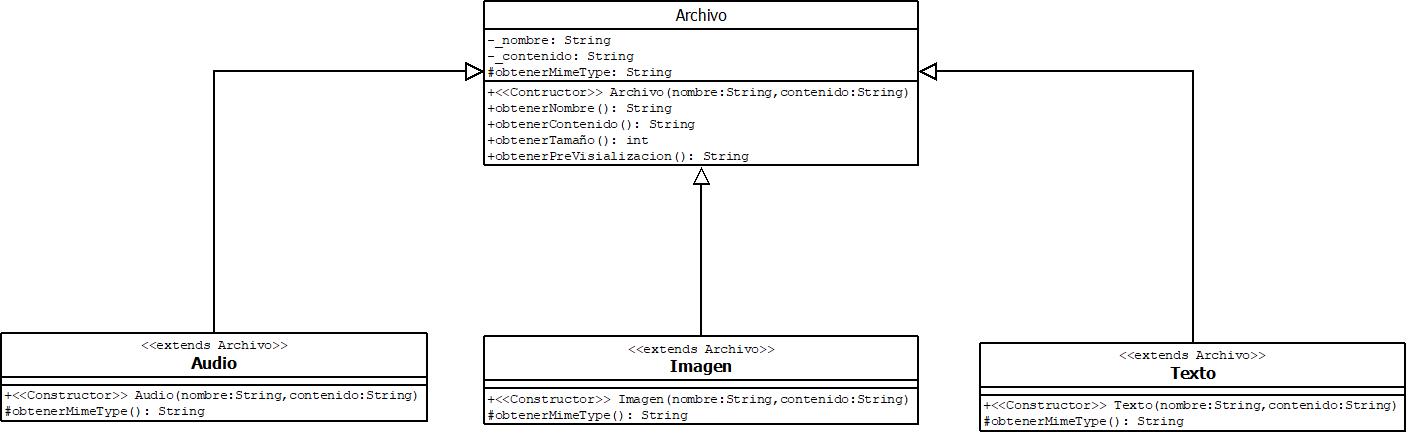 Archivo
-_nombre: String
-_contenido: String
#obtenerMimeType: String
+<<Contructor>> Archivo(nombre:String,contenido:String)
+obtenerNombre(): String
+obtenerContenido(): String
+obtenerTamaño(): int
+obtenerPreVisializacion(): String
<<extends Archivo>>
Audio
+<<Constructor>> Audio(nombre:String,contenido:String)
#obtenerMimeType(): String
<<extends Archivo>>
Imagen
+<<Constructor>> Imagen(nombre:String,contenido:String)
#obtenerMimeType(): String
<<extends Archivo>>
Texto
+<<Constructor>> Texto(nombre:String,contenido:String)
#obtenerMimeType(): String